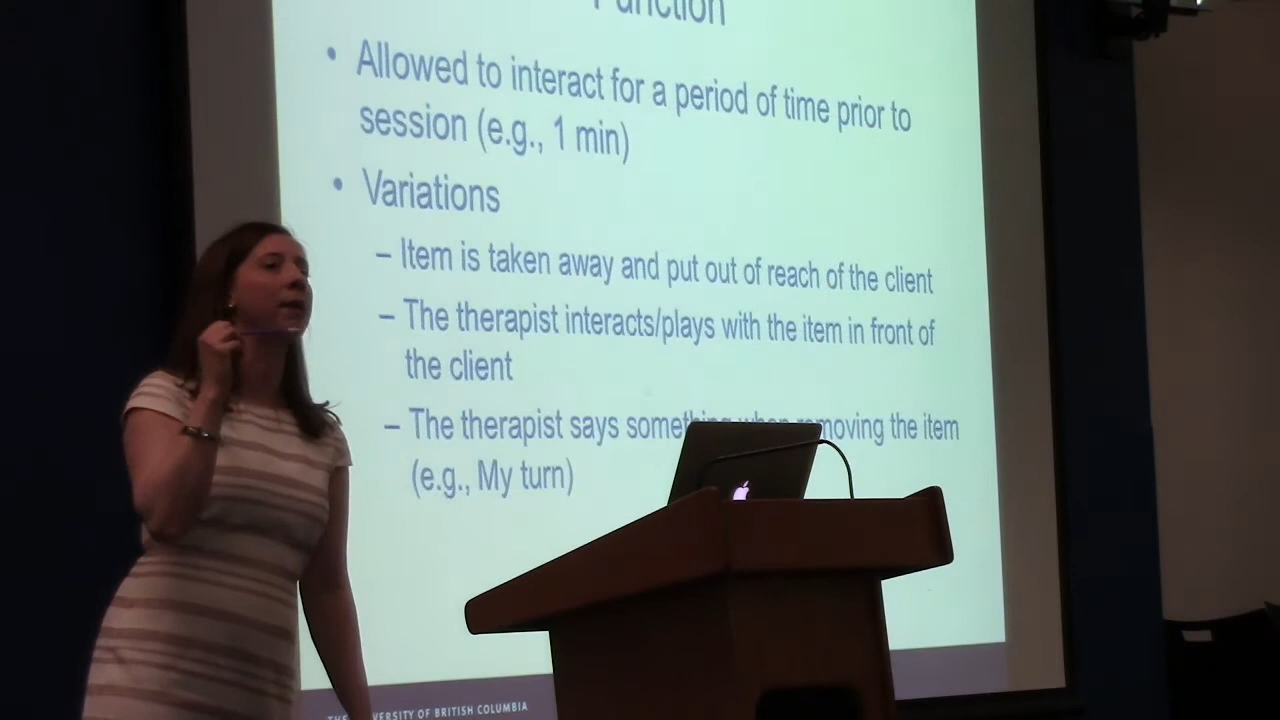 Function
• Allowed to interact for a period of time prior to
session (e.g., 1 min)
• Variations
– Item is taken away and put out of reach of the client
– The therapist interacts/plays with the item in front of
the client
– The therapist says something when removing the item
(e.g., My turn)
THE UNIVERSITY OF BRITISH COLUMBIA